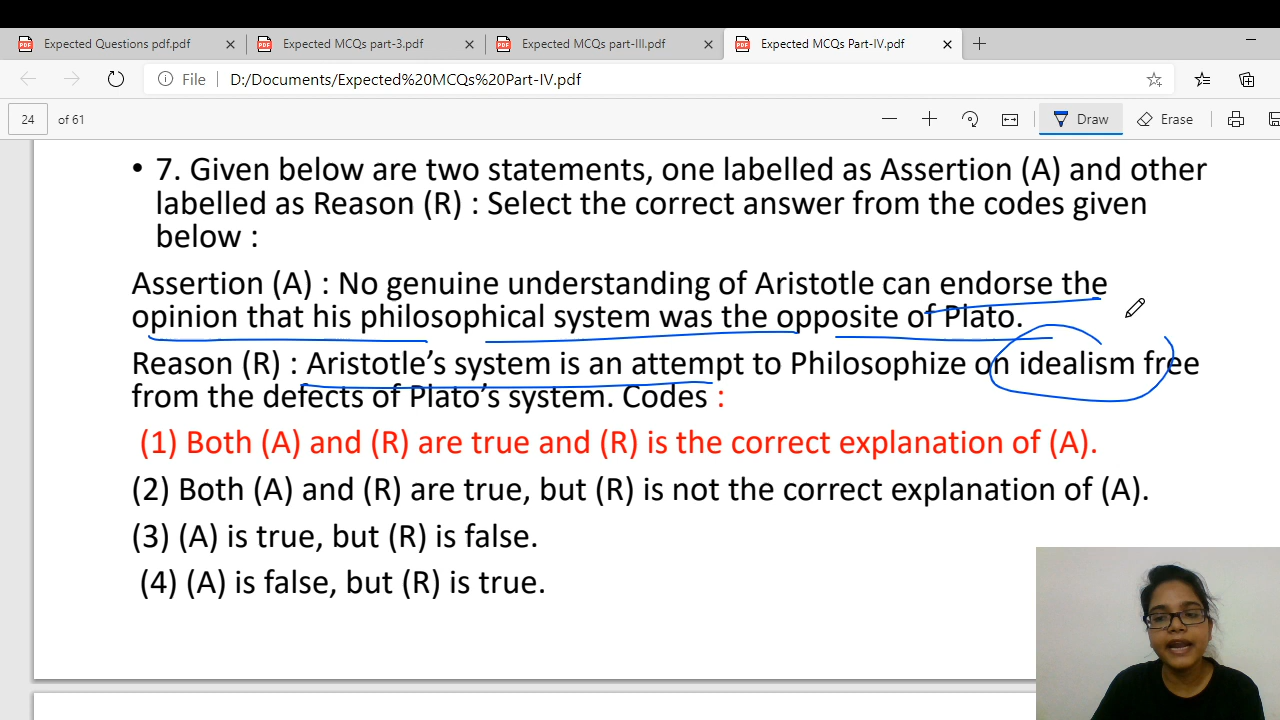 Expected Questions pdf.pdf
Expected MCQs part-3.pdf
Expected MCQs part-III.pdf
Expected MCQs Part-IV.pdf
File
D:/Documents/Expected%20MCQs%20Part-IV.pdf
24 of 61
Draw
Erase
• 7. Given below are two statements, one labelled as Assertion (A) and other
labelled as Reason (R) : Select the correct answer from the codes given
below :
Assertion (A) : No genuine understanding of Aristotle can endorse the
opinion that his philosophical system was the opposite of Plato.
Reason (R) : Aristotle's system is an attempt to Philosophize on idealism free
from the defects of Plato's system. Codes :
(1) Both (A) and (R) are true and (R) is the correct explanation of (A).
(2) Both (A) and (R) are true, but (R) is not the correct explanation of (A).
(3) (A) is true, but (R) is false.
(4) (A) is false, but (R) is true.